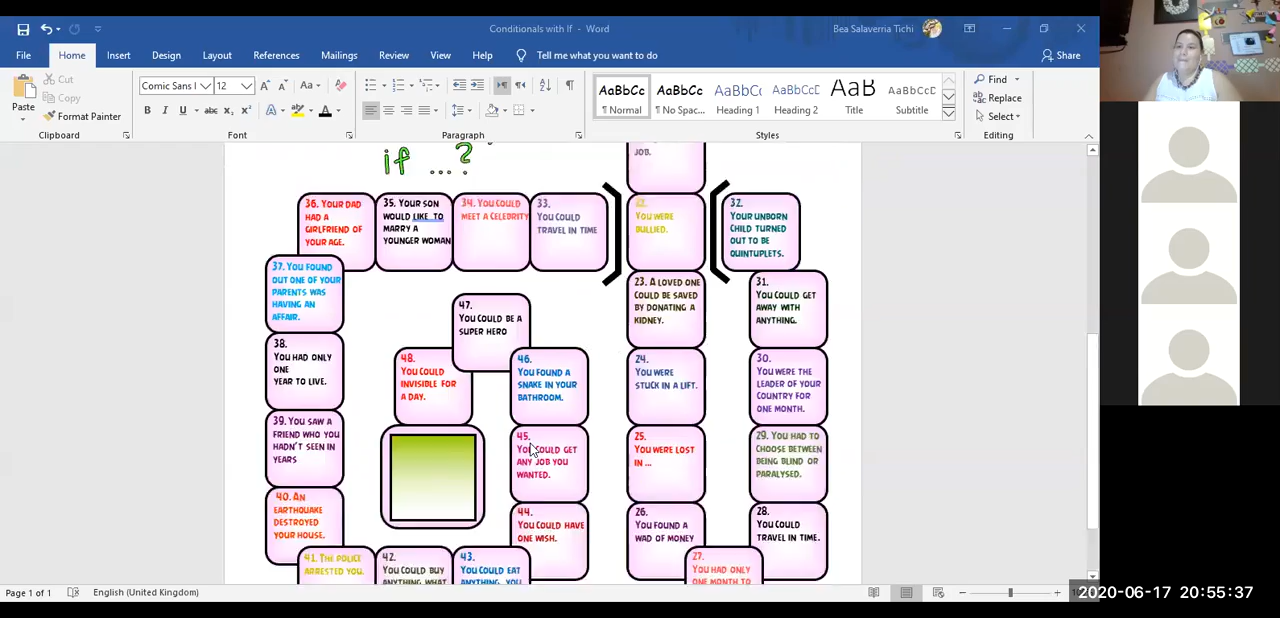 Conditionals with If - Word
Bea Salaverria Tichi
File Home Insert Design Layout References Mailings Review View Help Tell me what you want to do
Share
Paste
Cut
Copy
Format Painter
Clipboard
Comic Sans 12
Font
Paragraph
AaBbCc AaBbCc AaBbC AaBbCc AaB AaBbCc
¶ Normal ¶ No Spac... Heading 1 Heading 2 Title Subtitle
Styles
Find
Replace
Select
Editing
if ...?
JOB.
36. YOUR DAD
HAD A
GIRLFRIEND OF
YOUR AGE.
35. YOUR SON
WOULD LIKE TO
MARRY A
YOUNGER WOMAN
34. YOU COULD
MEET A CELEBRITY
33.
YOU COULD
TRAVEL IN TIME
22.
YOU WERE
BULLIED.
32.
YOUR UNBORN
CHILD TURNED
OUT TO BE
QUINTUPLETS.
37. YOU FOUND
OUT ONE OF YOUR
PARENTS WAS
HAVING AN
AFFAIR.
23. A LOVED ONE
COULD BE SAVED
BY DONATING A
KIDNEY.
31.
YOU COULD GET
AWAY WITH
ANYTHING.
47.
YOU COULD BE A
SUPER HERO
38.
YOU HAD ONLY
ONE
YEAR TO LIVE.
48.
YOU COULD
INVISIBLE FOR
A DAY.
46.
YOU FOUND A
SNAKE IN YOUR
BATHROOM.
24.
YOU WERE
STUCK IN A LIFT.
30.
YOU WERE THE
LEADER OF YOUR
COUNTRY FOR
ONE MONTH.
39. YOU SAW A
FRIEND WHO YOU
HADN'T SEEN IN
YEARS
45.
YOU COULD GET
ANY JOB YOU
WANTED.
25.
YOU WERE LOST
IN ...
29. YOU HAD TO
CHOOSE BETWEEN
BEING BLIND OR
PARALYSED.
40. AN
EARTHQUAKE
DESTROYED
YOUR HOUSE.
44.
YOU COULD HAVE
ONE WISH.
26.
YOU FOUND A
WAD OF MONEY
28.
YOU COULD
TRAVEL IN TIME.
41. THE POLICE
ARRESTED YOU.
42.
YOU COULD BUY
ANYTHING WHAT
43.
YOU COULD EAT
ANYTHING, YOU
27.
YOU HAD ONLY
ONE MONTH TO
Page 1 of 1 English (United Kingdom)
2020-06-17 20:55:37